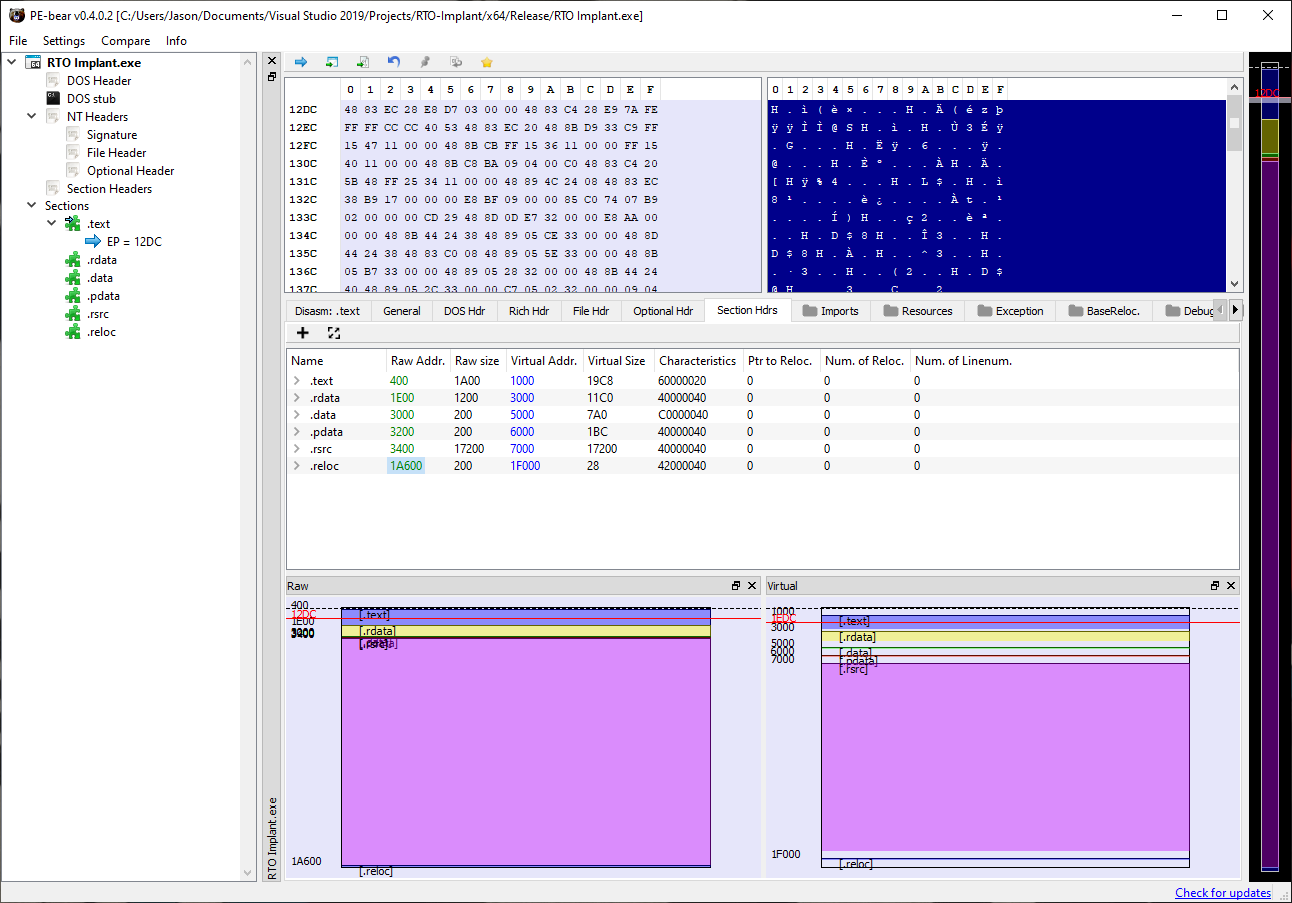 PE-bear v0.4.0.2 [C:/Users/Jason/Documents/Visual Studio 2019/Projects/RTO-Implant/x64/Release/RTO Implant.exe]
File Settings Compare Info
RTO Implant.exe
DOS Header
DOS stub
NT Headers
Signature
File Header
Optional Header
Section Headers
Sections
.text
EP = 12DC
.rdata
.data
.pdata
.rsrc
.reloc
RTO Implant.exe
0 1 2 3 4 5 6 7 8 9 A B C D E F
12DC 48 83 EC 28 E8 D7 03 00 00 48 83 C4 28 E9 7A FE
12EC FF FF CC CC 40 53 48 83 EC 20 48 8B D9 33 C9 FF
12FC 15 47 11 00 00 48 8B CB FF 15 36 11 00 00 FF 15
130C 40 11 00 00 48 8B C8 BA 09 04 00 C0 48 83 C4 20
131C 5B 48 FF 25 34 11 00 00 48 89 4C 24 08 48 83 EC
132C 38 B9 17 00 00 00 E8 BF 09 00 00 85 C0 74 07 B9
133C 02 00 00 00 CD 29 48 8D 0D E7 32 00 00 E8 AA 00
134C 00 00 48 8B 44 24 38 48 89 05 CE 33 00 00 48 8D
135C 44 24 38 48 83 C0 08 48 89 05 5E 33 00 00 48 8B
136C 05 B7 33 00 00 48 89 05 28 32 00 00 48 8B 44 24
137C 40 48 89 05 2C 33 00 00 C7 05 02 32 00 00 09 04
0 1 2 3 4 5 6 7 8 9 A B C D E F
H . ì ( è × . . . H . Ä ( é z þ
ÿ ÿ Ì Ì @ S H . ì . H . Ù 3 É ÿ
. G . . . H . Ë ÿ . 6 . . . ÿ .
@ . . . . H . È º . . . À H . Ä .
[ H ÿ % 4 . . . H . L $ . H . ì
8 ¹ . . . . è ¿ . . . . À t . ¹
. . . . Í ) H . . ç 2 . . è ª .
. . H . D $ 8 H . . Î 3 . . H .
D $ 8 H . À . H . . ^ 3 . . H .
. · 3 . . H . . ( 2 . . H . D $
12DC
Disasm: .text General DOS Hdr Rich Hdr File Hdr Optional Hdr Section Hdrs Imports Resources Exception BaseReloc. Debug
Name Raw Addr. Raw size Virtual Addr. Virtual Size Characteristics Ptr to Reloc. Num. of Reloc. Num. of Linenum.
.text 400 1A00 1000 19C8 60000020 0 0 0
.rdata 1E00 1200 3000 11C0 40000040 0 0 0
.data 3000 200 5000 7A0 C0000040 0 0 0
.pdata 3200 200 6000 1BC 40000040 0 0 0
.rsrc 3400 17200 7000 17200 40000040 0 0 0
.reloc 1A600 200 1F000 28 42000040 0 0 0
Raw
400
12DC
1E00
3400
1A600
[.text]
[.rdata]
[.rsrc]
[.reloc]
Virtual
1000
1EDC
3000
5000
6000
7000
1F000
[.text]
[.rdata]
[.data]
[.pdata]
[.rsrc]
[.reloc]
Check for updates